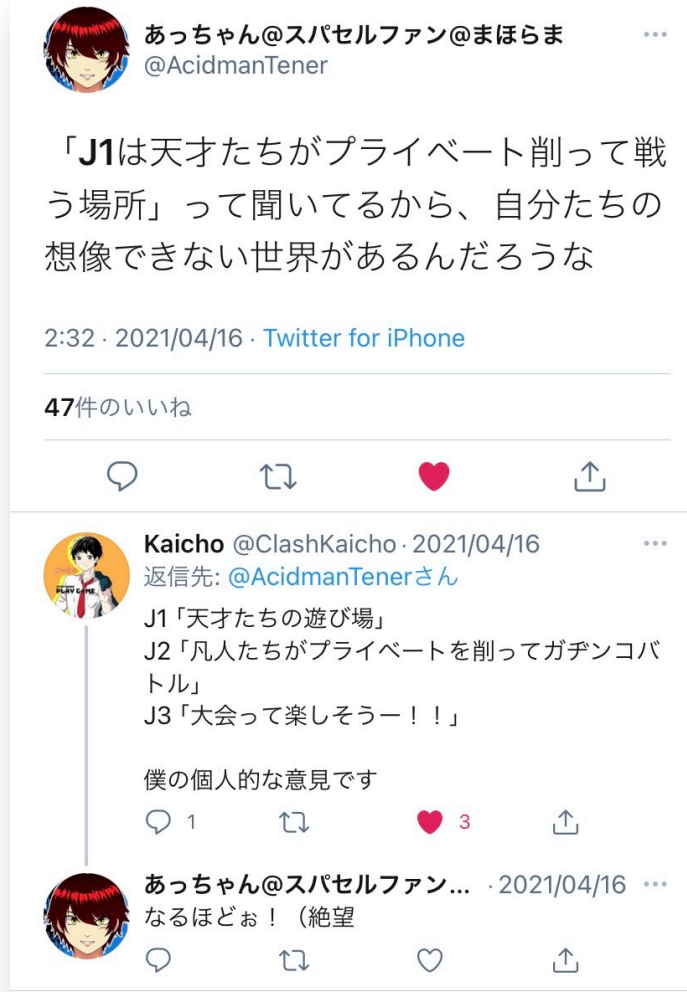 あっちゃん@スパセルファン@まほらま
@AcidmanTener
「J1は天才たちがプライベート削って戦
う場所」って聞いてるから、自分たちの
想像できない世界があるんだろうな
2:32 · 2021/04/16 · Twitter for iPhone
47件のいいね
Kaicho @ClashKaicho · 2021/04/16
返信先: @AcidmanTenerさん
J1「天才たちの遊び場」
J2「凡人たちがプライベートを削ってガヂンコバ
トル」
J3「大会って楽しそうー！！」
僕の個人的な意見です
1 3
あっちゃん@スパセルファン... · 2021/04/16
なるほどぉ！（絶望